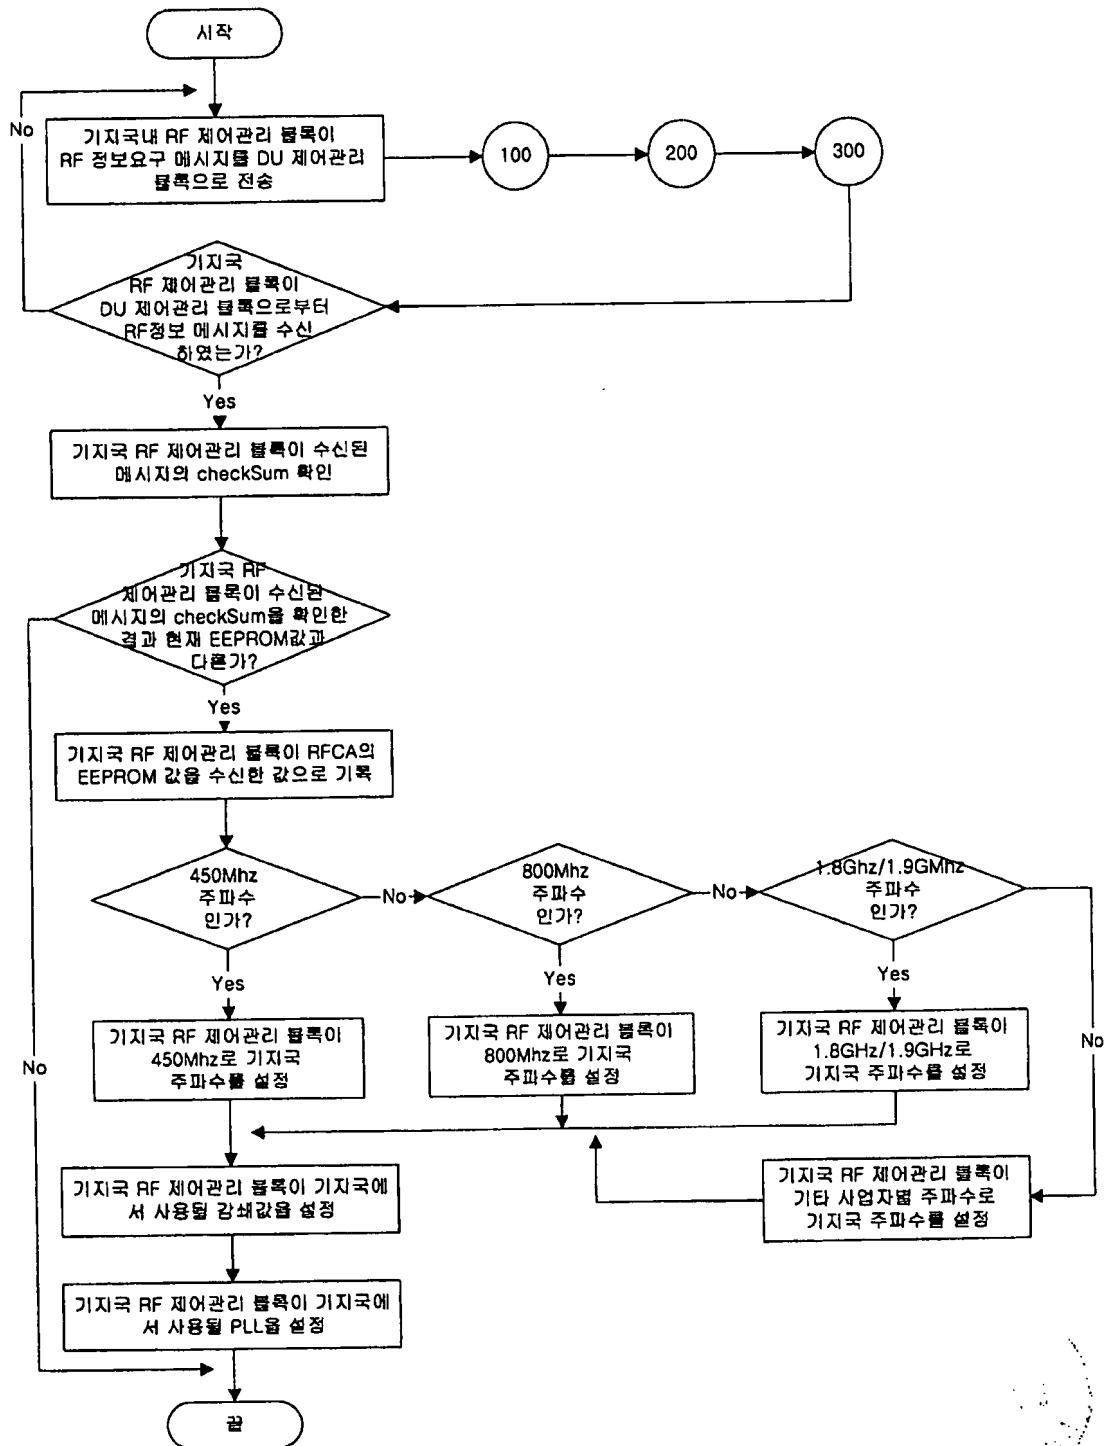 시작
No
기지국내 RF 제어관리 블록이
RF 정보요구 메시지를 DU 제어관리
블록으로 전송
100
200
300
기지국
RF 제어관리 블록이
DU 제어관리 블록으로부터
RF정보 메시지를 수신
하였는가?
Yes
기지국 RF 제어관리 블록이 수신된
메시지의 checkSum 확인
기지국 RF
제어관리 블록이 수신된
메시지의 checkSum을 확인한
결과 현재 EEPROM값과
다른가?
Yes
기지국 RF 제어관리 블록이 RFCA의
EEPROM 값을 수신한 값으로 기록
450Mhz
주파수
인가?
No
800Mhz
주파수
인가?
No
1.8Ghz/1.9GMhz
주파수
인가?
Yes
Yes
Yes
기지국 RF 제어관리 블록이
450Mhz로 기지국
주파수를 설정
기지국 RF 제어관리 블록이
800Mhz로 기지국
주파수를 설정
기지국 RF 제어관리 블록이
1.8GHz/1.9GHz로
기지국 주파수를 설정
No
No
기지국 RF 제어관리 블록이 기지국에
서 사용될 감쇄값을 설정
기지국 RF 제어관리 블록이
기타 사업자별 주파수로
기지국 주파수를 설정
기지국 RF 제어관리 블록이 기지국에
서 사용될 PLL을 설정
끝